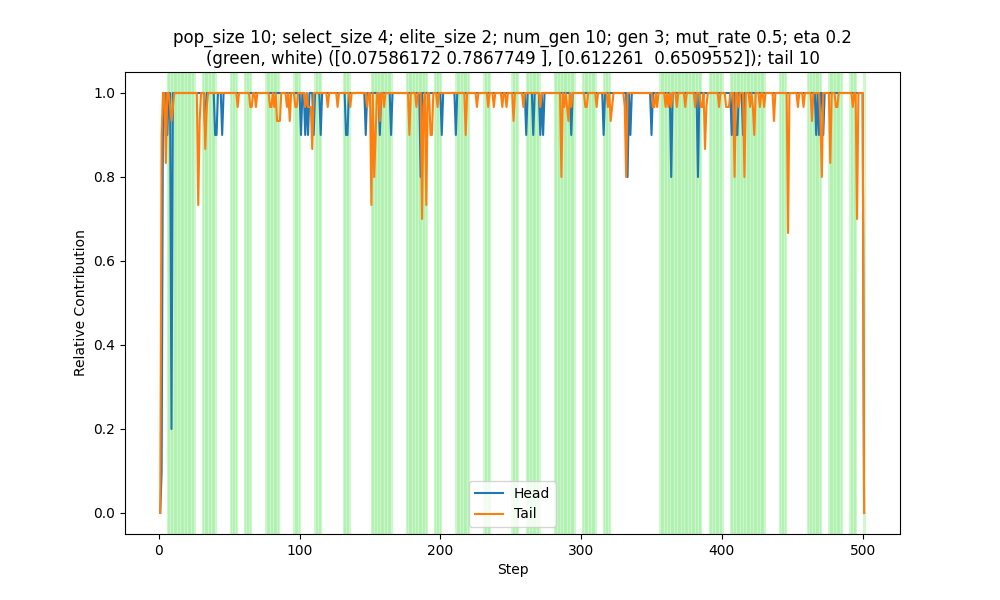 pop_size 10; select_size 4; elite_size 2; num_gen 10; gen 3; mut_rate 0.5; eta 0.2
(green, white) ([0.07586172 0.7867749 ], [0.612261  0.6509552]); tail 10
1.0
0.8
0.6
0.4
0.2
0.0
Relative Contribution
Head
Tail
0 100 200 300 400 500
Step